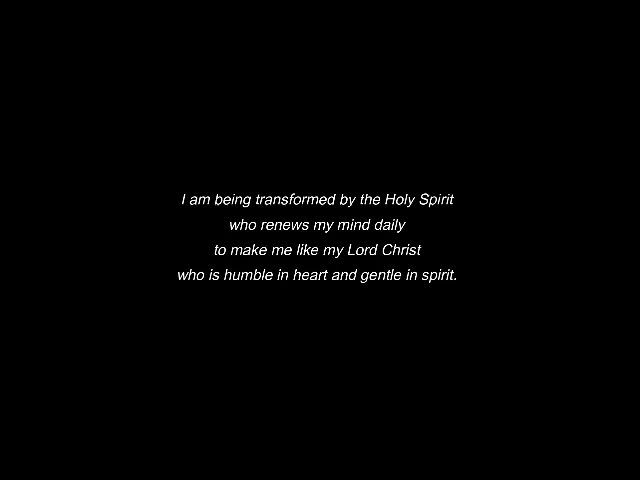 I am being transformed by the Holy Spirit
who renews my mind daily
to make me like my Lord Christ
who is humble in heart and gentle in spirit.